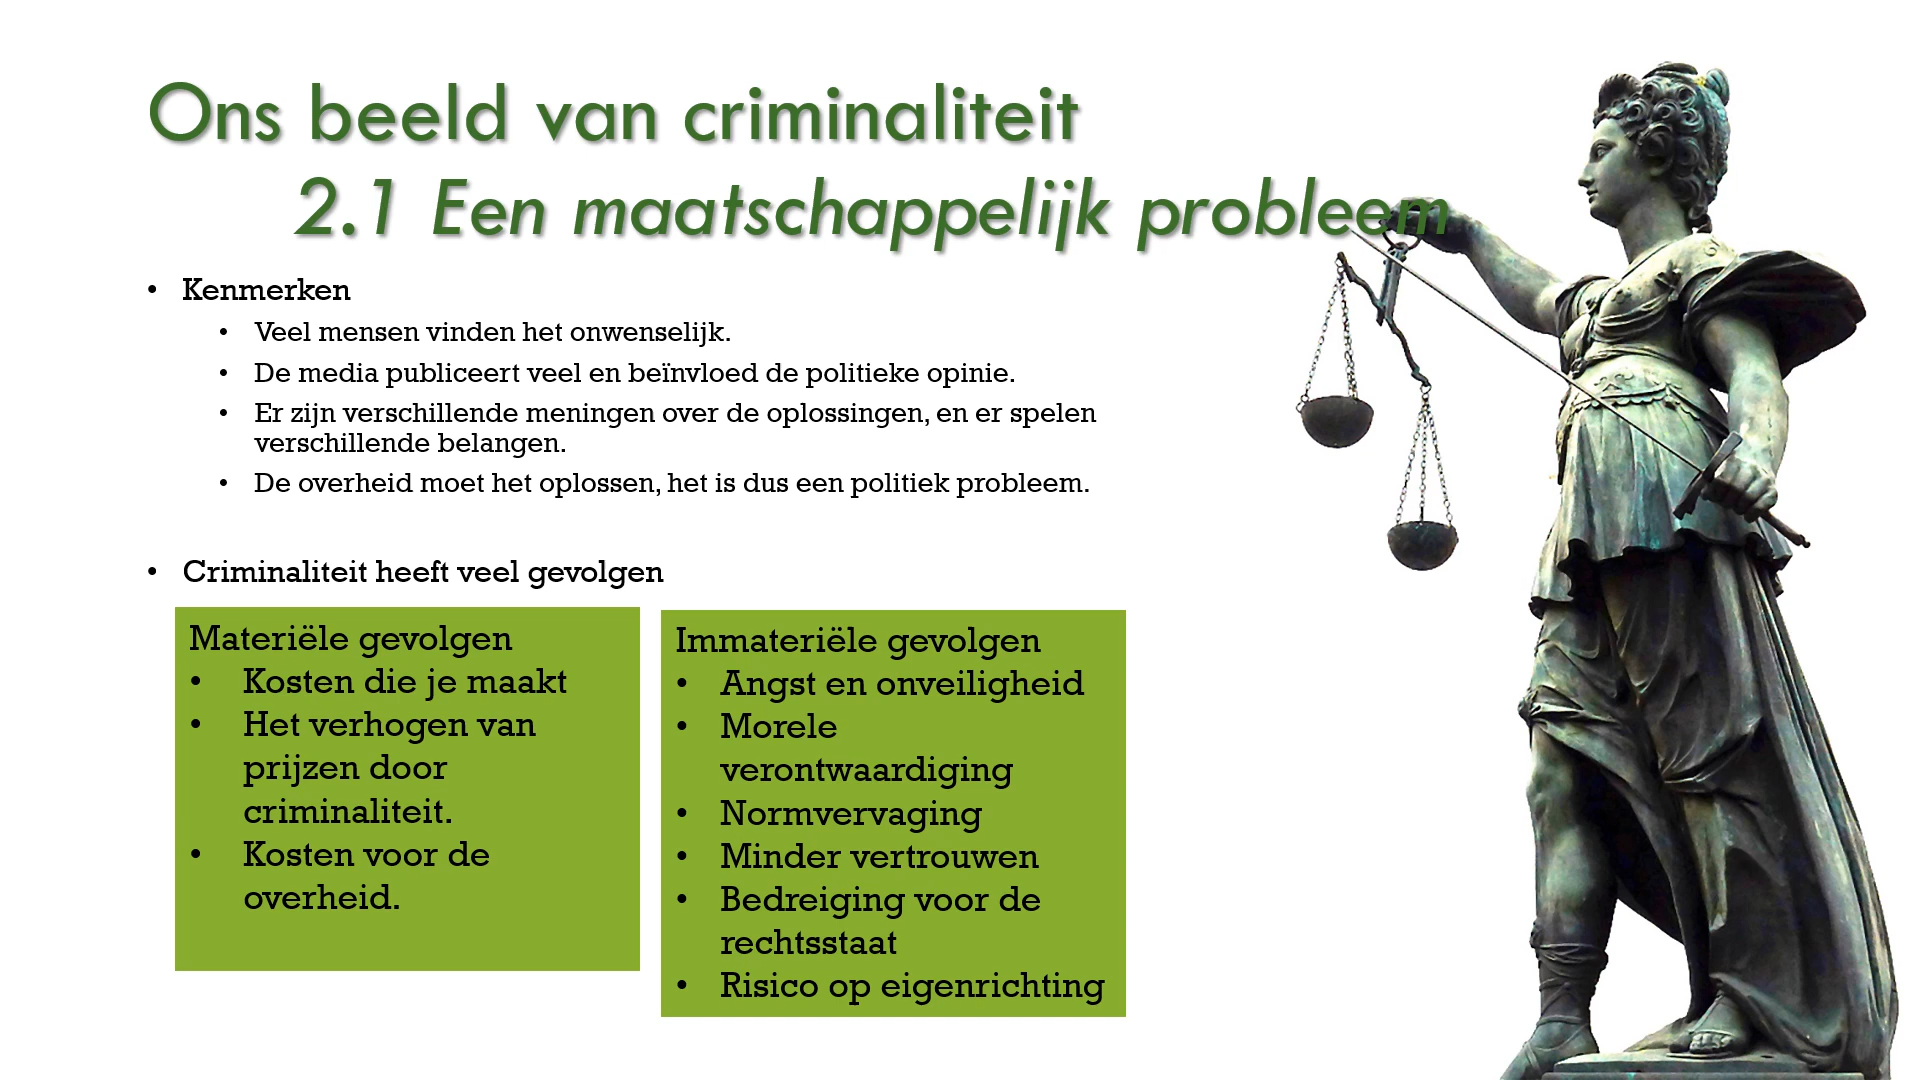 Ons beeld van criminaliteit
2.1 Een maatschappelijk probleem
• Kenmerken
• Veel mensen vinden het onwenselijk.
• De media publiceert veel en beïnvloed de politieke opinie.
• Er zijn verschillende meningen over de oplossingen, en er spelen
verschillende belangen.
• De overheid moet het oplossen, het is dus een politiek probleem.
• Criminaliteit heeft veel gevolgen
Materiële gevolgen
• Kosten die je maakt
• Het verhogen van
prijzen door
criminaliteit.
• Kosten voor de
overheid.
Immateriële gevolgen
• Angst en onveiligheid
• Morele
verontwaardiging
• Normvervaging
• Minder vertrouwen
• Bedreiging voor de
rechtsstaat
• Risico op eigenrichting